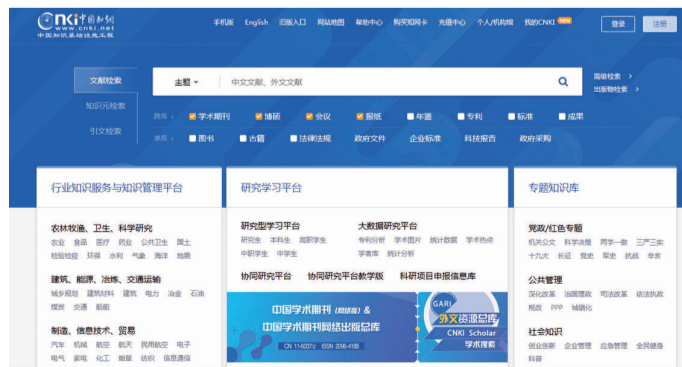 CNKI中国知网
www.cnki.net
中国知识基础设施工程
手机版 English 旧版入口 网站地图 帮助中心 购买知网卡 充值中心 个人/机构馆 我的CNKI NEW 登录 注册
文献检索
知识元检索
引文检索
主题 中文文献、外文文献
高级检索 >
出版物检索 >
跨库 > 学术期刊 博硕 会议 报纸 年鉴 专利 标准 成果
单库 > 图书 古籍 法律法规 政府文件 企业标准 科技报告 政府采购
行业知识服务与知识管理平台
农林牧渔、卫生、科学研究
农业 食品 医疗 药业 公共卫生 国土
检验检疫 环保 水利 气象 海洋 地震
建筑、能源、冶炼、交通运输
城乡规划 建筑材料 建筑 电力 冶金 石油
煤炭 交通 船舶
制造、信息技术、贸易
汽车 机械 航空 航天 民用航空 电子
电气 家电 化工 烟草 纺织 信息通信
研究学习平台
研究型学习平台
研究生 本科生 高职学生
中职学生 中学生
大数据研究平台
专利分析 学术图片 统计数据 学术热点
学者库 统计分析
协同研究平台 协同研究平台教学版 科研项目申报信息库
中国学术期刊(网络版) &
中国学术期刊网络出版总库
CN 11-6037/z ISSN 2096-4188
GARI
外文资源总库
CNKI Scholar
学术搜索
专题知识库
党政/红色专题
机关公文 科学决策 两学一做 三严三实
十九大 长征 党史 军史 抗战 辛亥
公共管理
深化改革 治国理政 司法改革 依法执政
税改 PPP 城镇化
社会知识
创业创新 企业管理 应急管理 全民健身
科普